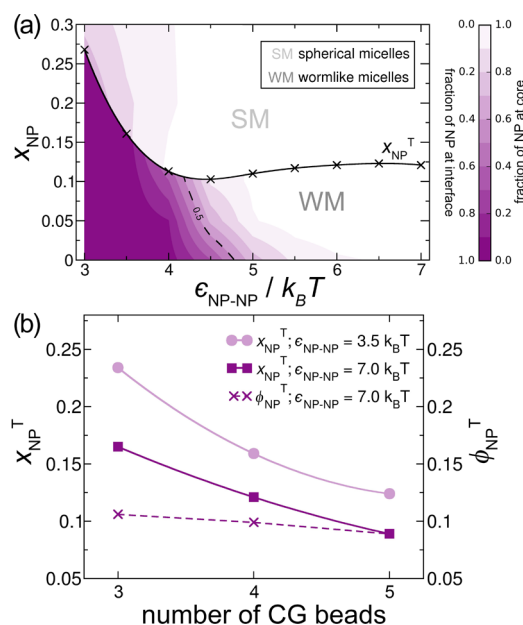 (a)
0.3
0.25
0.2
0.15
0.1
0.05
0
x_NP
SM spherical micelles
WM wormlike micelles
SM
WM
x_NP^T
0.5
3 4 5 6 7
ϵ_NP-NP / k_BT
fraction of NP at interface
1.0 0.8 0.6 0.4 0.2 0.0
0.0 0.2 0.4 0.6 0.8 1.0
fraction of NP at core
(b)
x_NP^T; ϵ_NP-NP = 3.5 k_BT
x_NP^T; ϵ_NP-NP = 7.0 k_BT
ϕ_NP^T; ϵ_NP-NP = 7.0 k_BT
0.25
0.2
0.15
0.1
0.05
x_NP^T
0.25
0.2
0.15
0.1
0.05
ϕ_NP^T
3 4 5
number of CG beads